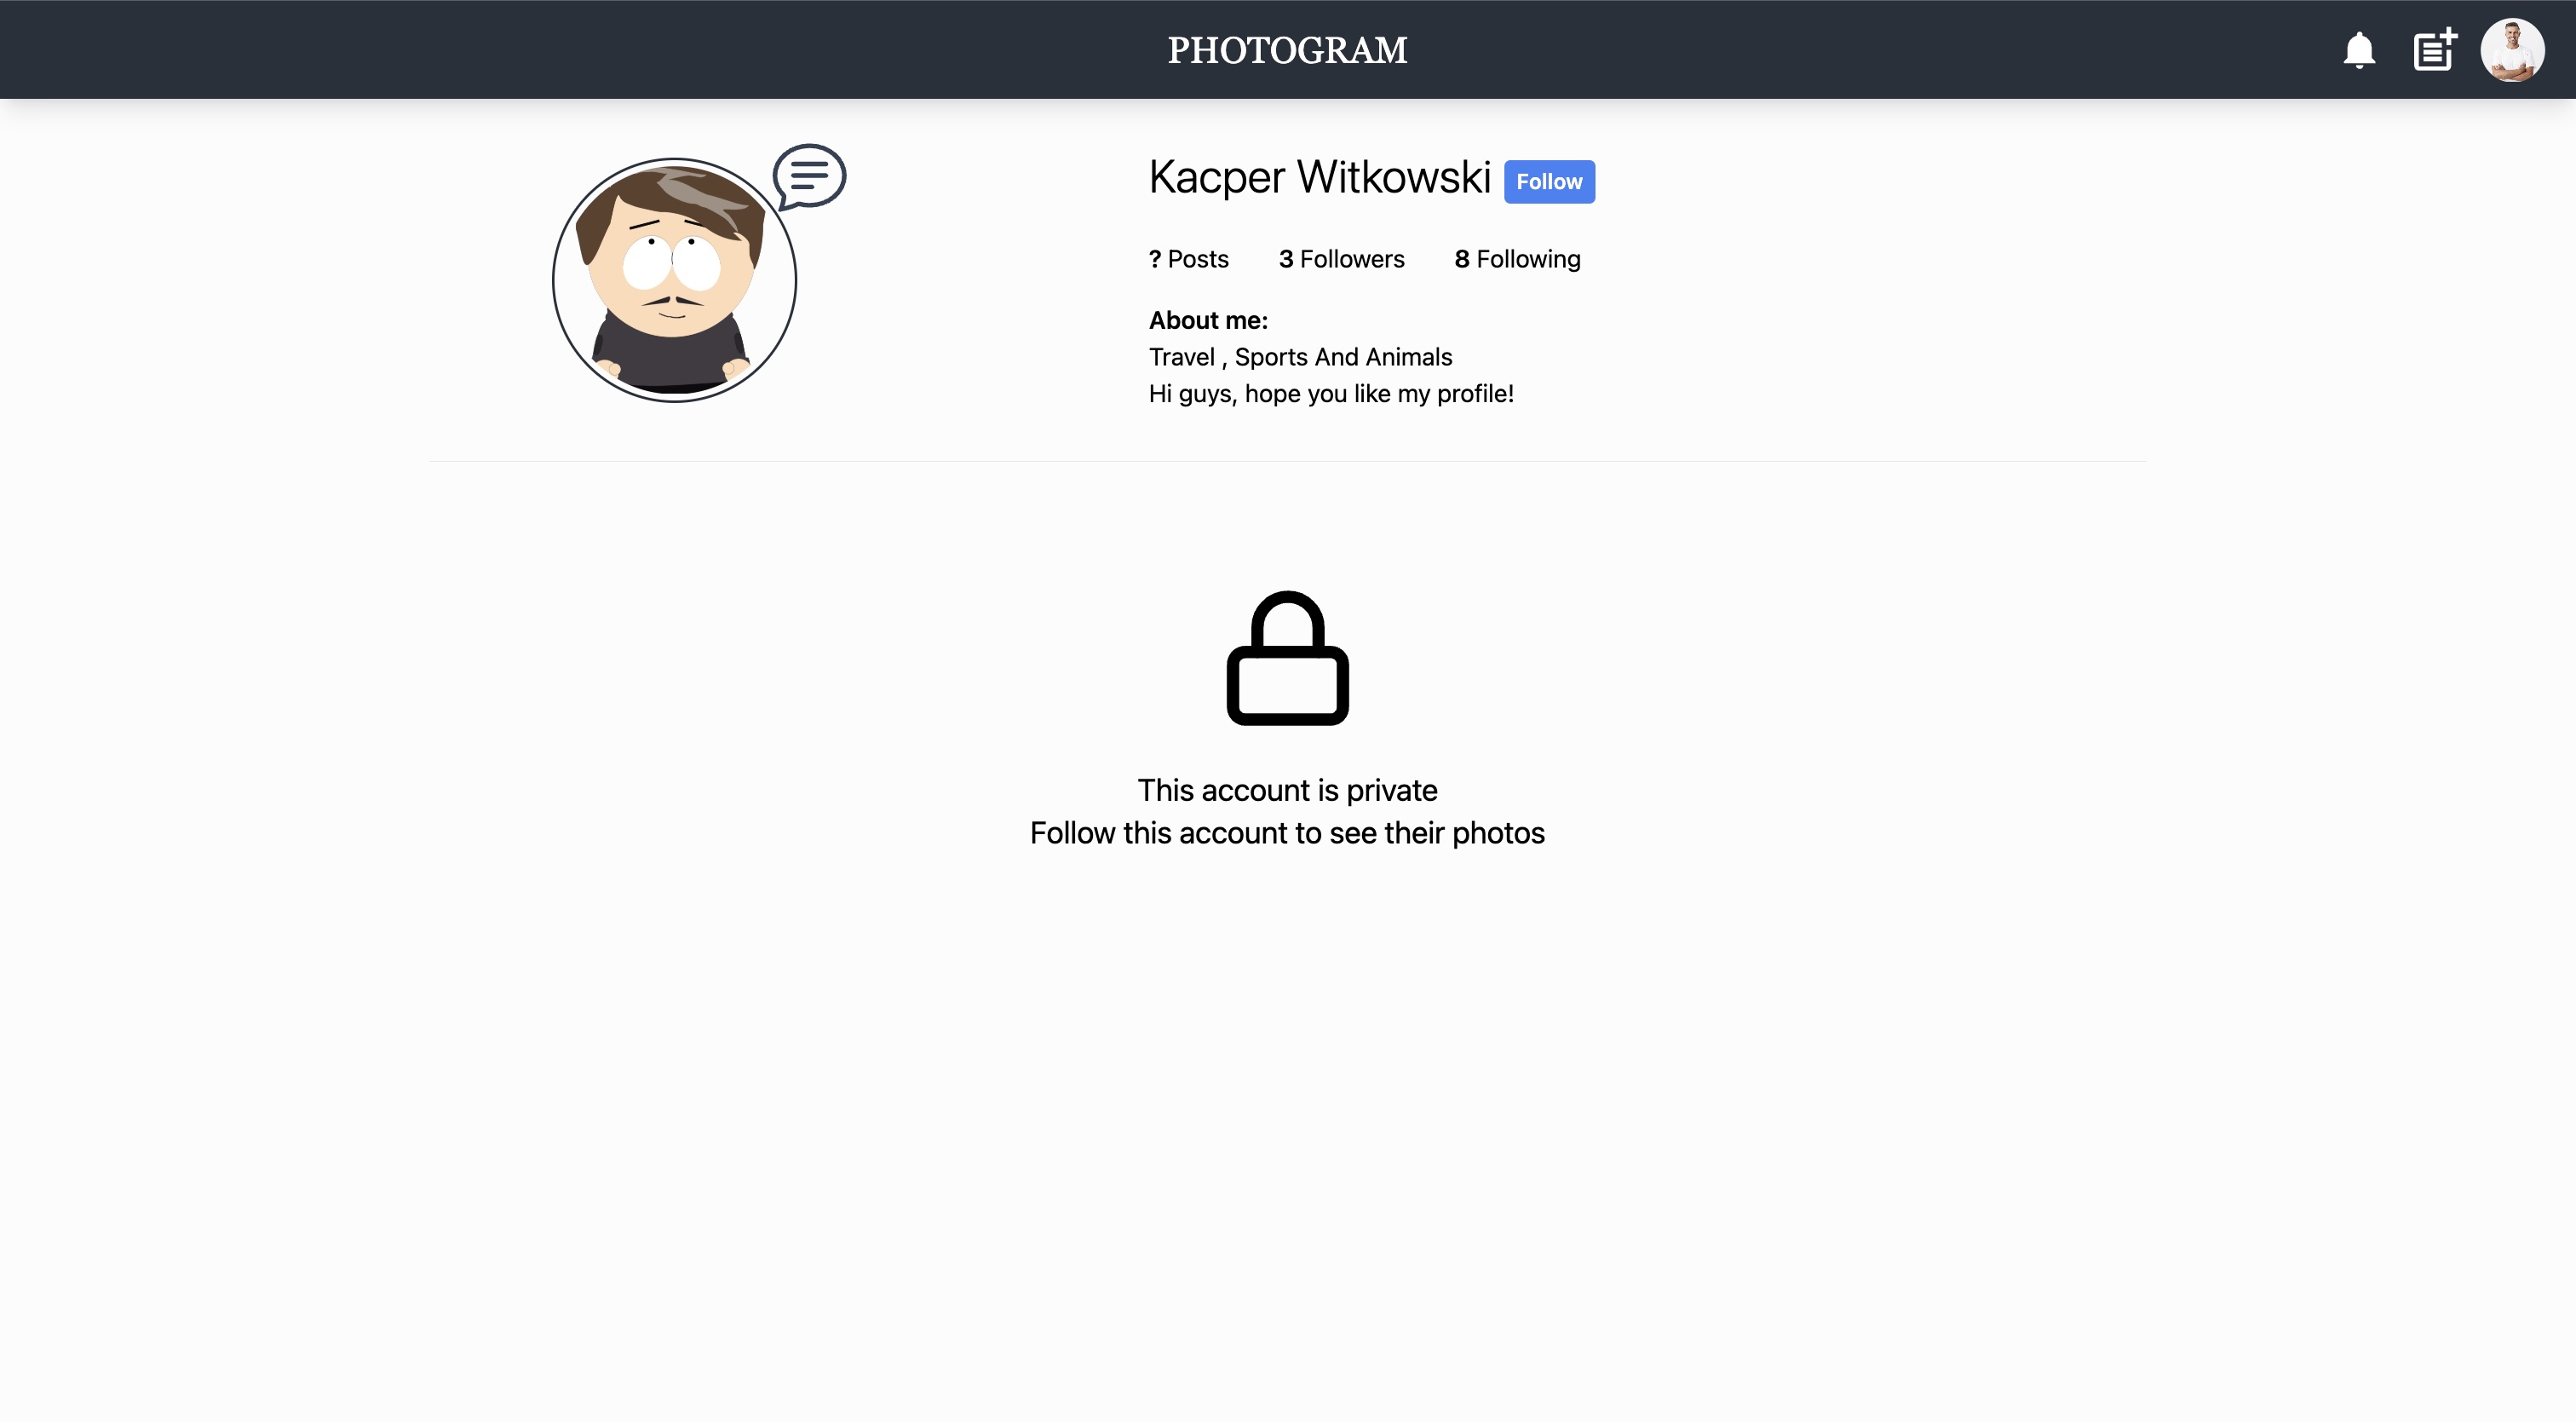 PHOTOGRAM
Kacper Witkowski Follow
? Posts 3 Followers 8 Following
About me:
Travel , Sports And Animals
Hi guys, hope you like my profile!
This account is private
Follow this account to see their photos